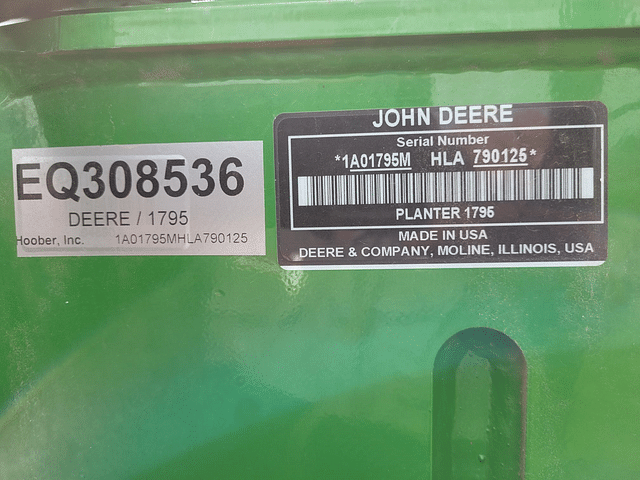 EQ308536
DEERE / 1795
Hoober, Inc. 1A01795MHLA790125
JOHN DEERE
Serial Number
*1A01795M HLA 790125*
PLANTER 1795
MADE IN USA
DEERE & COMPANY, MOLINE, ILLINOIS, USA